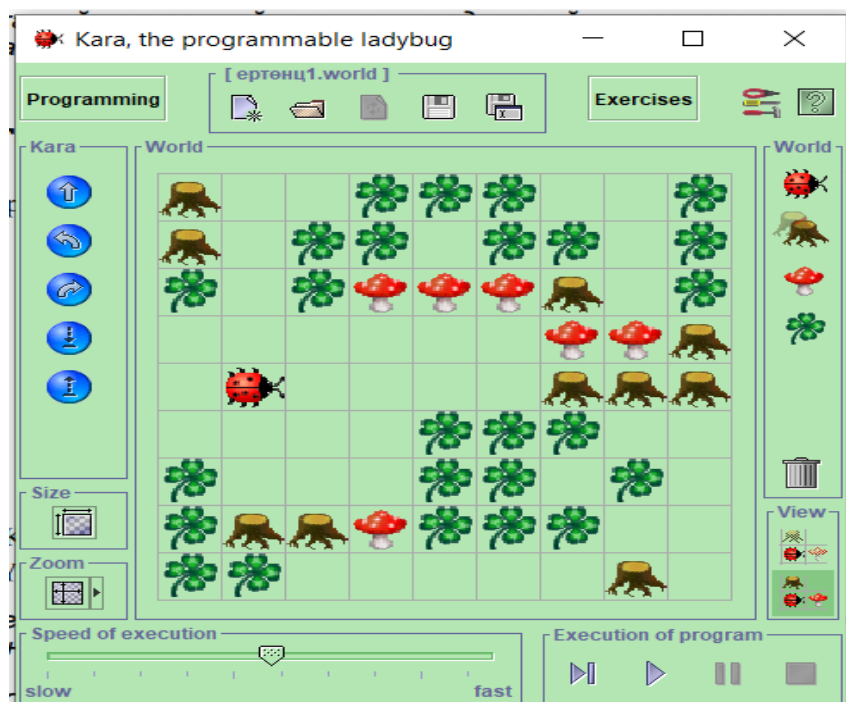 Kara, the programmable ladybug
Programming
[ ертөнц1.world ]
Exercises
Kara
World
World
Size
Zoom
View
Speed of execution
slow
fast
Execution of program